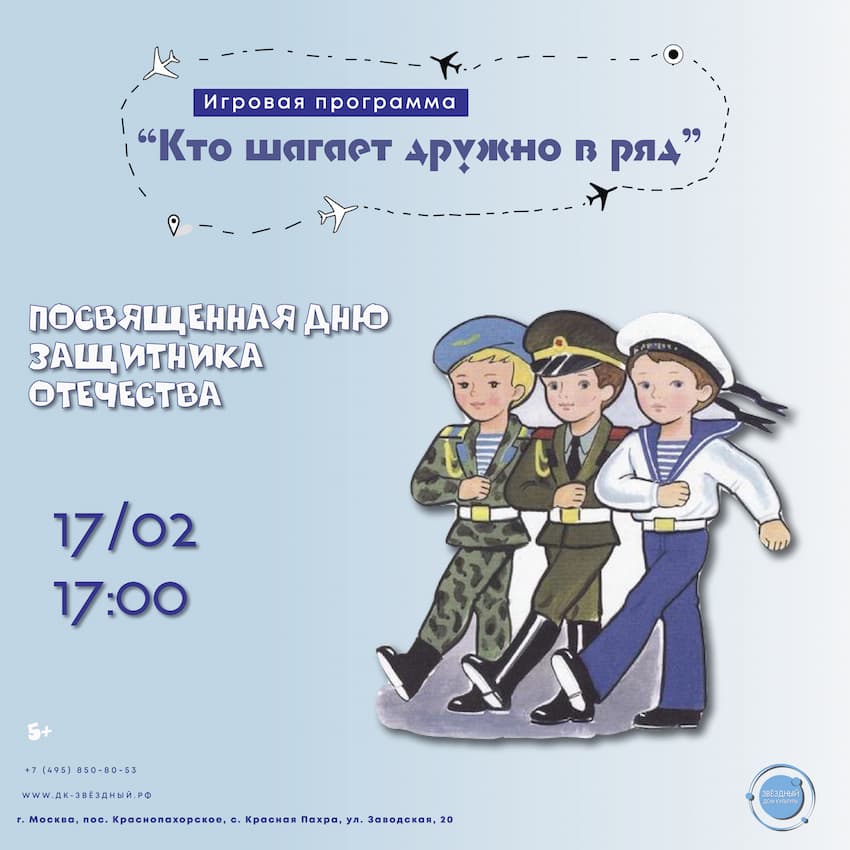 Игровая программа
“Кто шагает дружно в ряд”
ПОСВЯЩЕННАЯ ДНЮ
ЗАЩИТНИКА
ОТЕЧЕСТВА
17/02
17:00
5+
+7 (495) 850-80-53
WWW.ДК-ЗВЁЗДНЫЙ.РФ
г. Москва, пос. Краснопахорское, с. Красная Пахра, ул. Заводская, 20
ЗВЁЗДНЫЙ
ДОМ КУЛЬТУРЫ